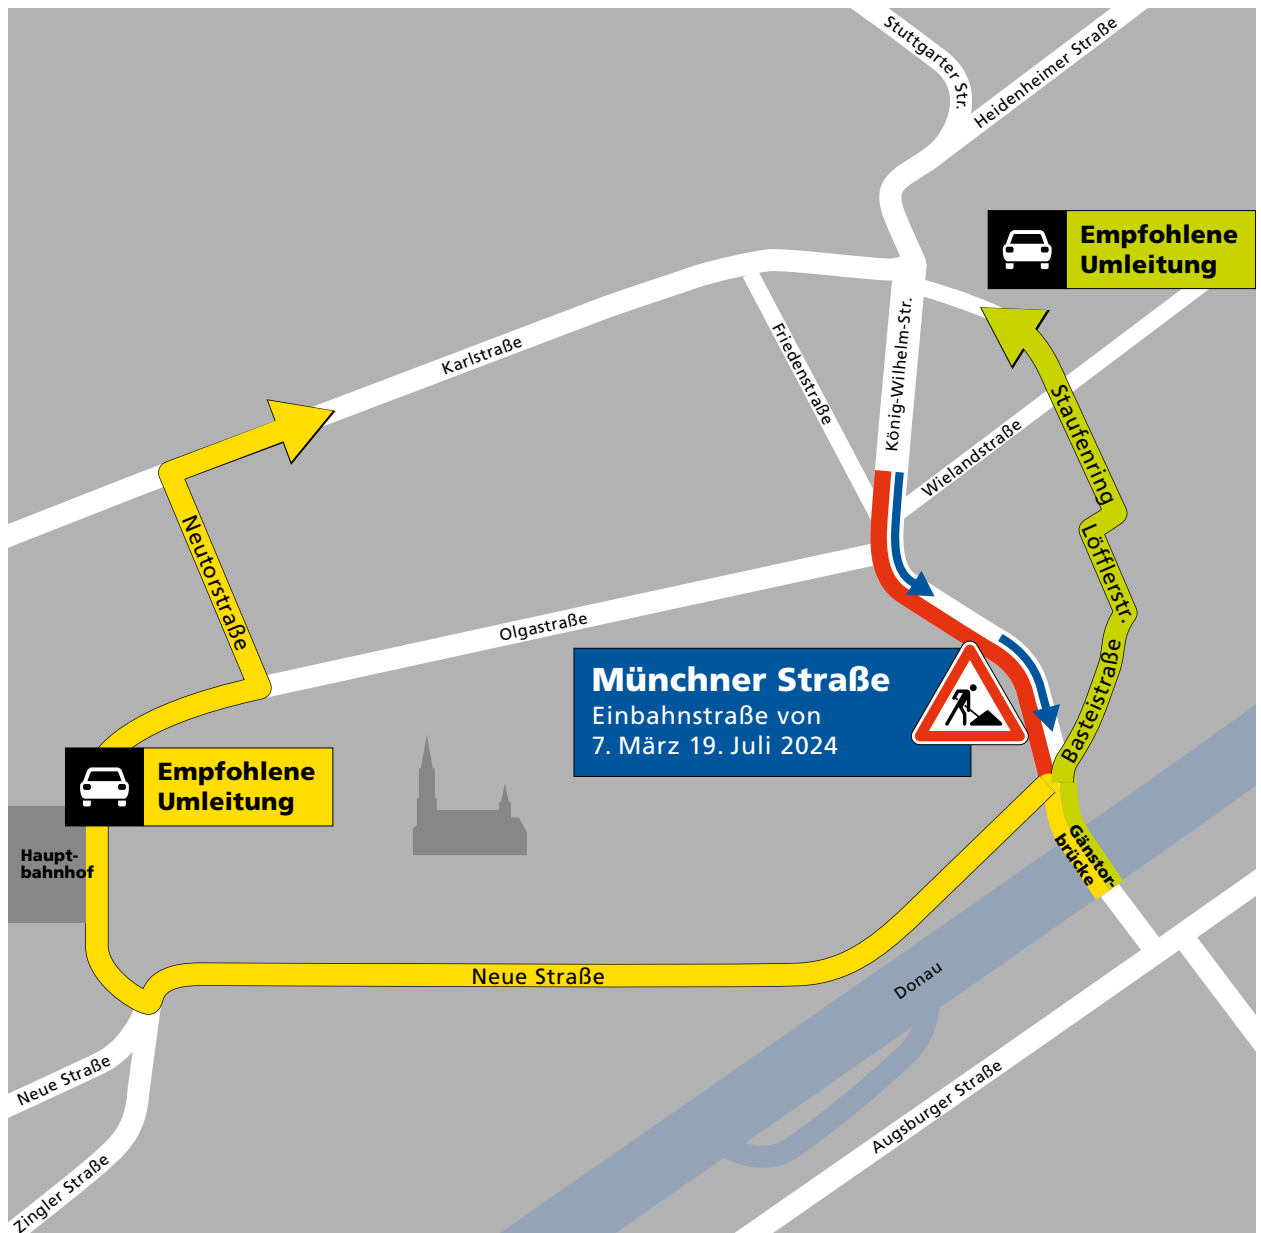 Stuttgarter Str.
Heidenheimer Straße
Empfohlene
Umleitung
Karlstraße
Friedenstraße
König-Wilhelm-Str.
Wielandstraße
Staufenring
Löfflerstr.
Neutorstraße
Olgastraße
Basteistraße
Münchner Straße
Einbahnstraße von
7. März 19. Juli 2024
Empfohlene
Umleitung
Haupt-
bahnhof
Gänstor-
brücke
Neue Straße
Donau
Neue Straße
Augsburger Straße
Zingler Straße